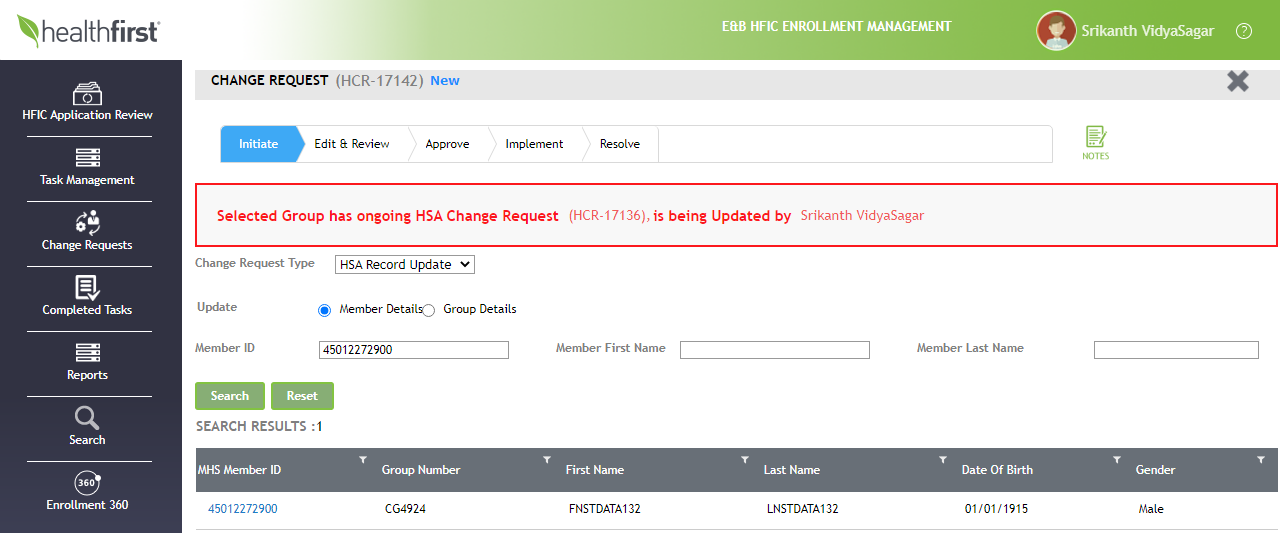 healthfirst
E&B HFIC ENROLLMENT MANAGEMENT
Srikanth VidyaSagar
?
HFIC Application Review
Task Management
Change Requests
Completed Tasks
Reports
Search
360°
Enrollment 360
CHANGE REQUEST (HCR-17142) New
Initiate Edit & Review Approve Implement Resolve
NOTES
Selected Group has ongoing HSA Change Request (HCR-17136), is being Updated by Srikanth VidyaSagar
Change Request Type HSA Record Update
Update Member Details Group Details
Member ID 45012272900 Member First Name Member Last Name
Search Reset
SEARCH RESULTS :1
MHS Member ID Group Number First Name Last Name Date Of Birth Gender
45012272900 CG4924 FNSTDATA132 LNSTDATA132 01/01/1915 Male